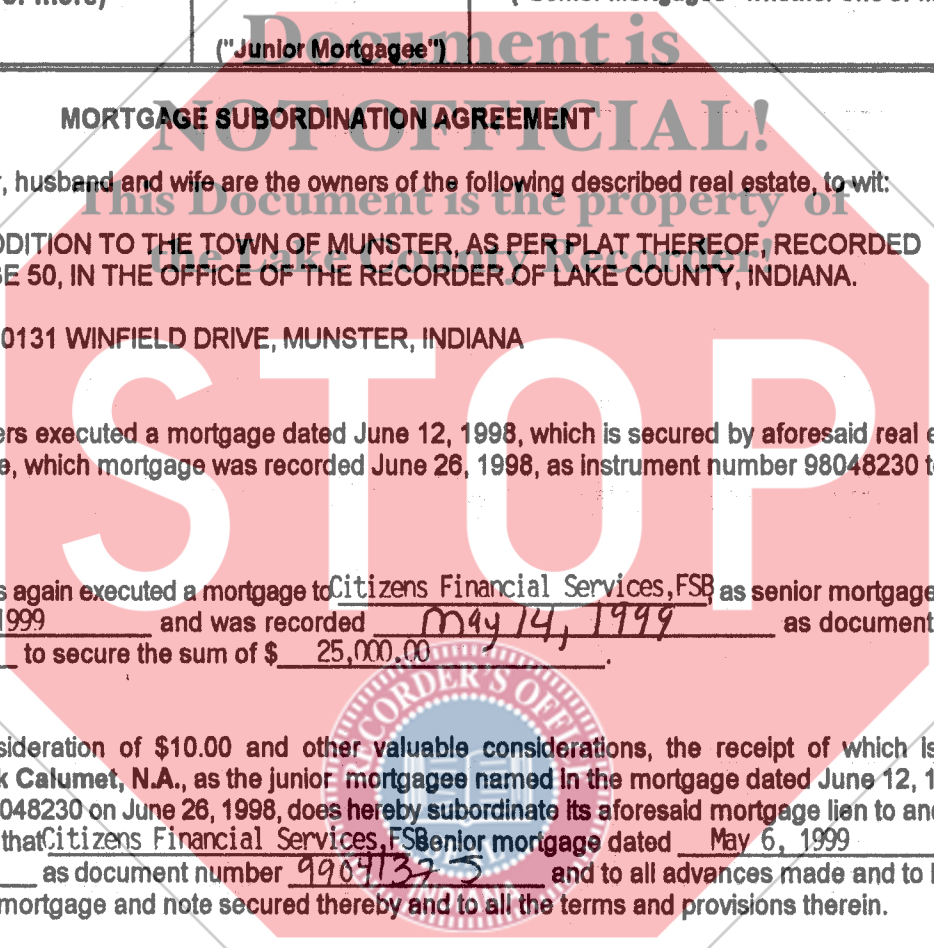 ("Junior Mortgagee")
Document is
MORTGAGE SUBORDINATION AGREEMENT
NOT OFFICIAL!
, husband and wife are the owners of the following described real estate, to wit:
This Document is the property of
DDITION TO THE TOWN OF MUNSTER, AS PER PLAT THEREOF, RECORDED
the Lake County Recorder!
GE 50, IN THE OFFICE OF THE RECORDER OF LAKE COUNTY, INDIANA.
0131 WINFIELD DRIVE, MUNSTER, INDIANA
STOP
ers executed a mortgage dated June 12, 1998, which is secured by aforesaid real e
e, which mortgage was recorded June 26, 1998, as instrument number 98048230 t
s again executed a mortgage to Citizens Financial Services,FSB as senior mortgage
1999 and was recorded May 14, 1999 as document
to secure the sum of $ 25,000.00.
RECORDER'S OFFICE
sideration of $10.00 and other valuable considerations, the receipt of which is
k Calumet, N.A., as the junior mortgagee named in the mortgage dated June 12, 1
048230 on June 26, 1998, does hereby subordinate its aforesaid mortgage lien to and
that Citizens Financial Services,FSB senior mortgage dated May 6, 1999
as document number and to all advances made and to
INDIANA
mortgage and note secured thereby and to all the terms and provisions therein.